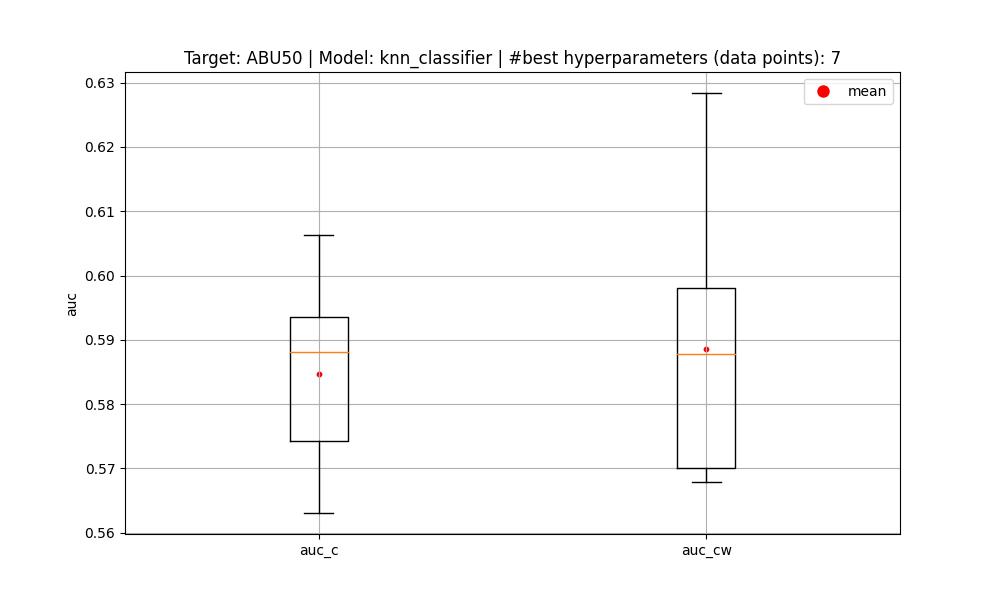 Target: ABU50 | Model: knn_classifier | #best hyperparameters (data points): 7
mean
auc
0.63
0.62
0.61
0.60
0.59
0.58
0.57
0.56
auc_c
auc_cw